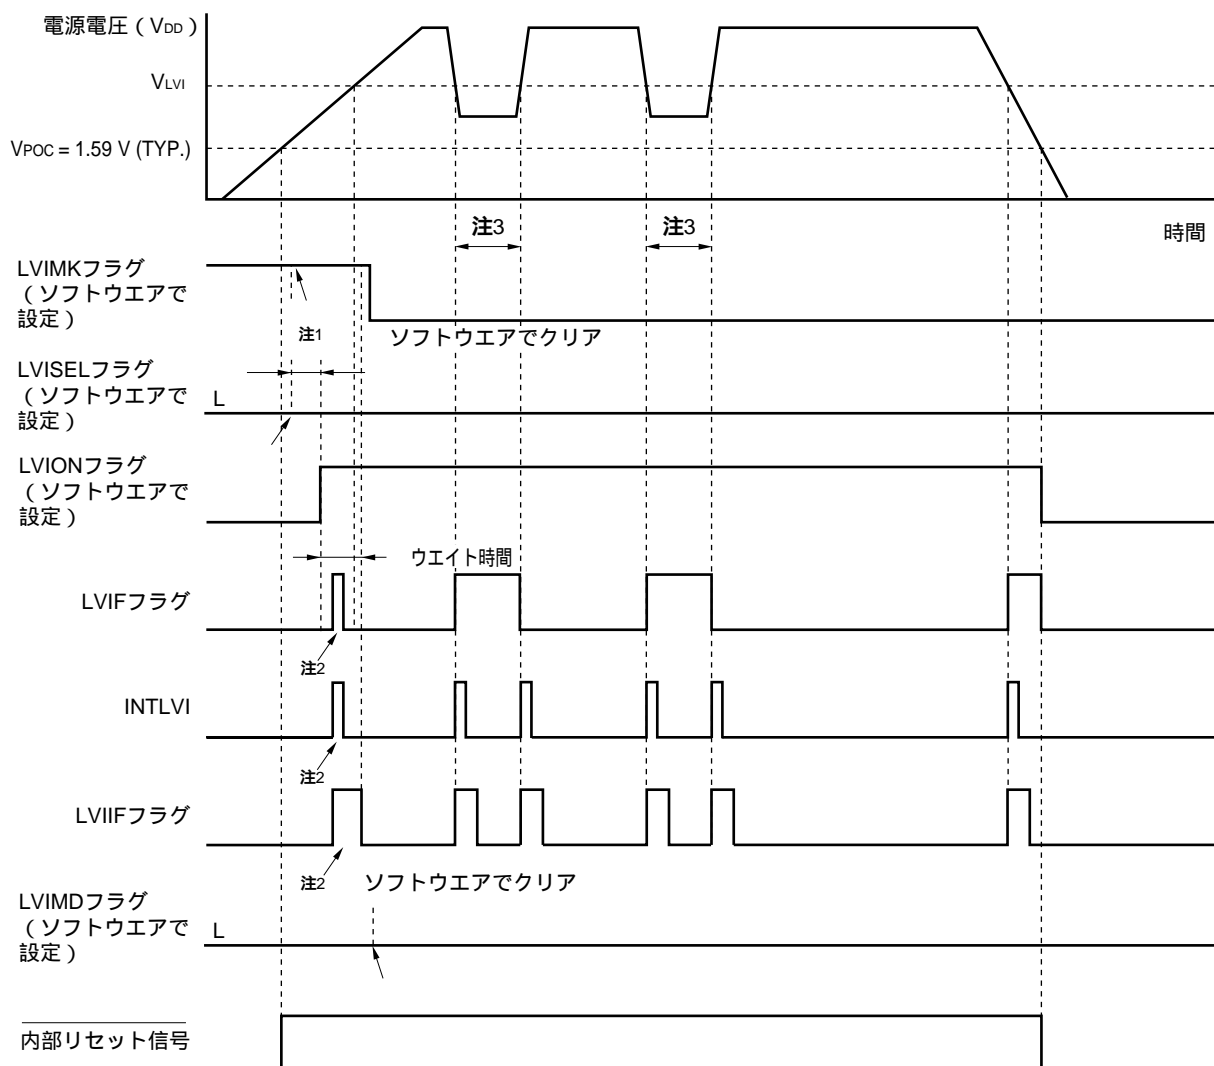 電源電圧（VDD）
VLVI
VPOC = 1.59 V (TYP.)
注3
注3
時間
LVIMKフラグ
（ソフトウエアで
設定）
注1
ソフトウエアでクリア
LVISELフラグ
（ソフトウエアで
設定）
L
LVIONフラグ
（ソフトウエアで
設定）
ウエイト時間
LVIFフラグ
注2
INTLVI
注2
LVIIFフラグ
注2
ソフトウエアでクリア
LVIMDフラグ
（ソフトウエアで
設定）
L
内部リセット信号